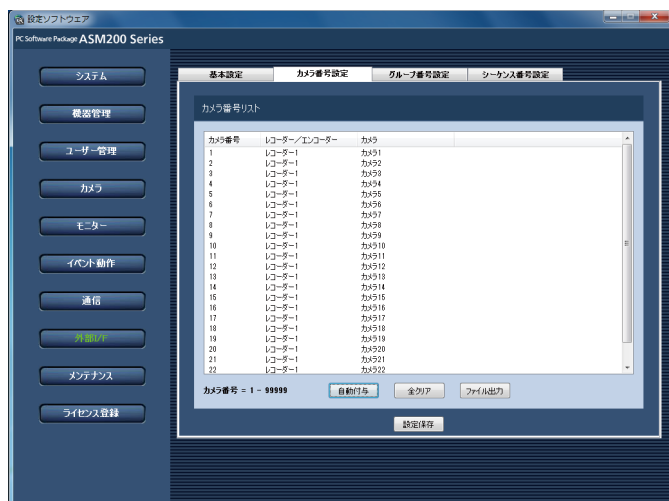 設定ソフトウェア
PC Software Package ASM200 Series
システム
機器管理
ユーザー管理
カメラ
モニター
イベント動作
通信
外部I/F
メンテナンス
ライセンス登録
基本設定 カメラ番号設定 グループ番号設定 シーケンス番号設定
カメラ番号リスト
カメラ番号 レコーダー/エンコーダー カメラ
1 レコーダー1 カメラ1
2 レコーダー1 カメラ2
3 レコーダー1 カメラ3
4 レコーダー1 カメラ4
5 レコーダー1 カメラ5
6 レコーダー1 カメラ6
7 レコーダー1 カメラ7
8 レコーダー1 カメラ8
9 レコーダー1 カメラ9
10 レコーダー1 カメラ10
11 レコーダー1 カメラ11
12 レコーダー1 カメラ12
13 レコーダー1 カメラ13
14 レコーダー1 カメラ14
15 レコーダー1 カメラ15
16 レコーダー1 カメラ16
17 レコーダー1 カメラ17
18 レコーダー1 カメラ18
19 レコーダー1 カメラ19
20 レコーダー1 カメラ20
21 レコーダー1 カメラ21
22 レコーダー1 カメラ22
カメラ番号 = 1 - 99999 自動付与 全クリア ファイル出力
設定保存